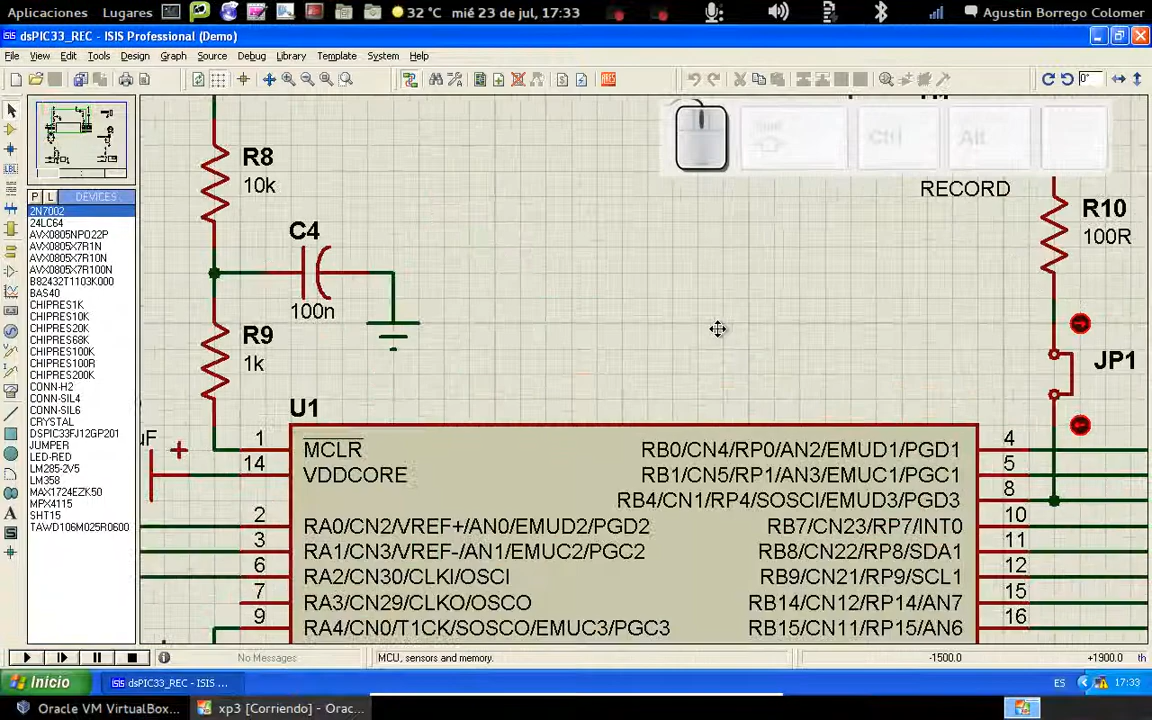 Aplicaciones Lugares 32 °C mié 23 de jul, 17:33 Agustin Borrego Colomer
dsPIC33_REC - ISIS Professional (Demo)
File View Edit Tools Design Graph Source Debug Library Template System Help
0°
Ctrl Alt
RECORD
P L DEVICES
2N7002
24LC64
AVX0805NPO22P
AVX0805X7R1N
AVX0805X7R10N
AVX0805X7R100N
B82432T1103K000
BAS40
CHIPRES1K
CHIPRES10K
CHIPRES20K
CHIPRES68K
CHIPRES100K
CHIPRES100R
CHIPRES200K
CONN-H2
CONN-SIL4
CONN-SIL6
CRYSTAL
DSPIC33FJ12GP201
JUMPER
LED-RED
LM285-2V5
LM358
MAX1724EZK50
MPX4115
SHT15
TAWD106M025R0600
R8
10k
C4
100n
R9
1k
R10
100R
JP1
U1
uF
1 MCLR RB0/CN4/RP0/AN2/EMUD1/PGD1 4
14 VDDCORE RB1/CN5/RP1/AN3/EMUC1/PGC1 5
RB4/CN1/RP4/SOSCI/EMUD3/PGD3 8
2 RA0/CN2/VREF+/AN0/EMUD2/PGD2 RB7/CN23/RP7/INT0 10
3 RA1/CN3/VREF-/AN1/EMUC2/PGC2 RB8/CN22/RP8/SDA1 11
6 RA2/CN30/CLKI/OSCI RB9/CN21/RP9/SCL1 12
7 RA3/CN29/CLKO/OSCO RB14/CN12/RP14/AN7 15
9 RA4/CN0/T1CK/SOSCO/EMUC3/PGC3 RB15/CN11/RP15/AN6 16
No Messages MCU, sensors and memory. -1500.0 +1900.0 th
Inicio dsPIC33_REC - ISIS ... ES 17:33
Oracle VM VirtualBox... xp3 [Corriendo] - Orac...